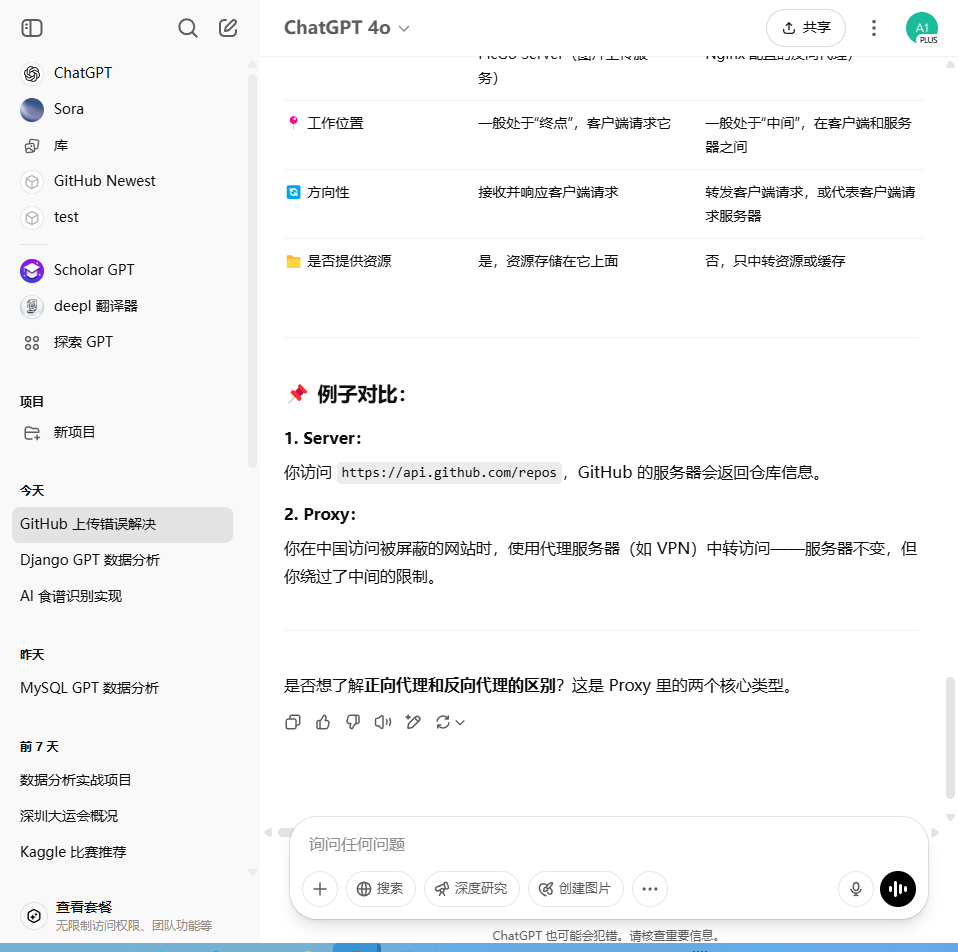 ChatGPT 4o
共享
A1
PLUS
ChatGPT
Sora
库
GitHub Newest
test
Scholar GPT
deepl 翻译器
探索 GPT
项目
新项目
今天
GitHub 上传错误解决
Django GPT 数据分析
AI 食谱识别实现
昨天
MySQL GPT 数据分析
前 7 天
数据分析实战项目
深圳大运会概况
Kaggle 比赛推荐
查看套餐
无限制访问权限、团队功能等
PicGo Server（图片上传服
务）
Nginx 配置的反向代理）
工作位置
一般处于“终点”，客户端请求它
一般处于“中间”，在客户端和服务
器之间
方向性
接收并响应客户端请求
转发客户端请求，或代表客户端请
求服务器
是否提供资源
是，资源存储在它上面
否，只中转资源或缓存
例子对比：
1. Server：
你访问 https://api.github.com/repos，GitHub 的服务器会返回仓库信息。
2. Proxy：
你在中国访问被屏蔽的网站时，使用代理服务器（如 VPN）中转访问——服务器不变，但
你绕过了中间的限制。
是否想了解正向代理和反向代理的区别？这是 Proxy 里的两个核心类型。
询问任何问题
搜索
深度研究
创建图片
ChatGPT 也可能会犯错。请核查重要信息。